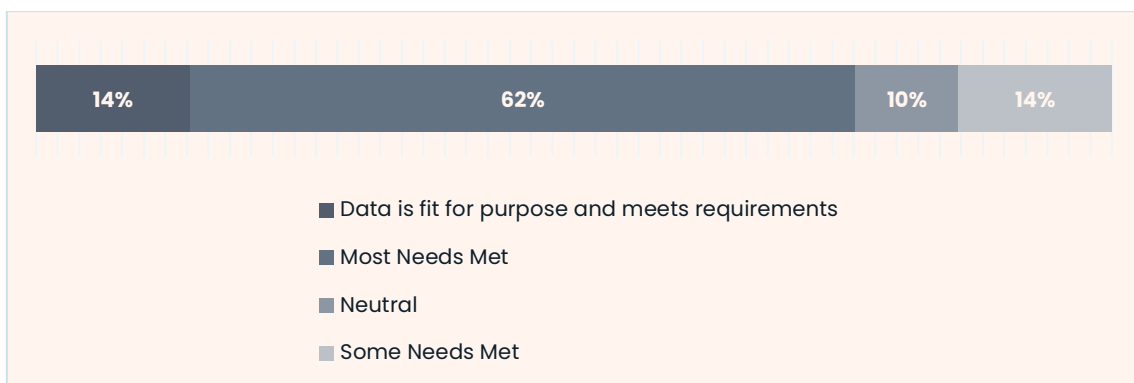 14% 62% 10% 14%
Data is fit for purpose and meets requirements
Most Needs Met
Neutral
Some Needs Met